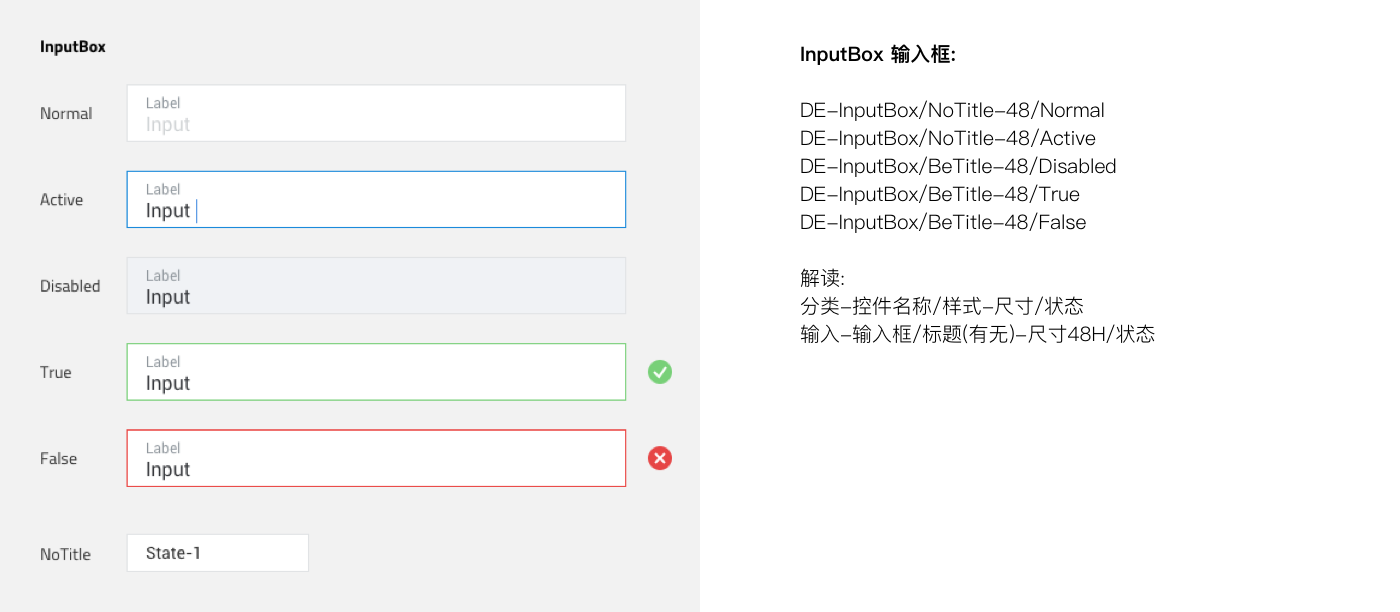 InputBox
Normal
Label
Input
Active
Label
Input
Disabled
Label
Input
True
Label
Input
False
Label
Input
NoTitle
State-1
InputBox 输入框:
DE-InputBox/NoTitle-48/Normal
DE-InputBox/NoTitle-48/Active
DE-InputBox/BeTitle-48/Disabled
DE-InputBox/BeTitle-48/True
DE-InputBox/BeTitle-48/False
解读:
分类-控件名称/样式-尺寸/状态
输入-输入框/标题(有无)-尺寸48H/状态